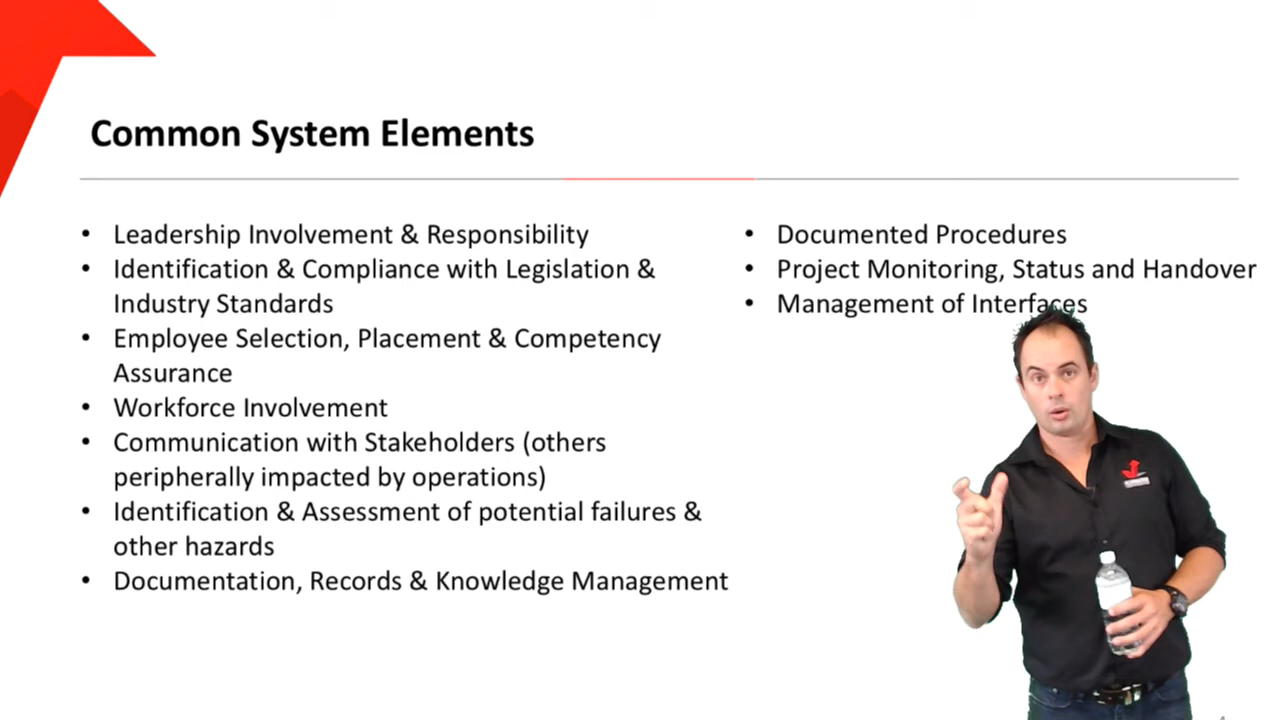 Common System Elements
• Leadership Involvement & Responsibility
• Identification & Compliance with Legislation &
Industry Standards
• Employee Selection, Placement & Competency
Assurance
• Workforce Involvement
• Communication with Stakeholders (others
peripherally impacted by operations)
• Identification & Assessment of potential failures &
other hazards
• Documentation, Records & Knowledge Management
• Documented Procedures
• Project Monitoring, Status and Handover
• Management of Interfaces